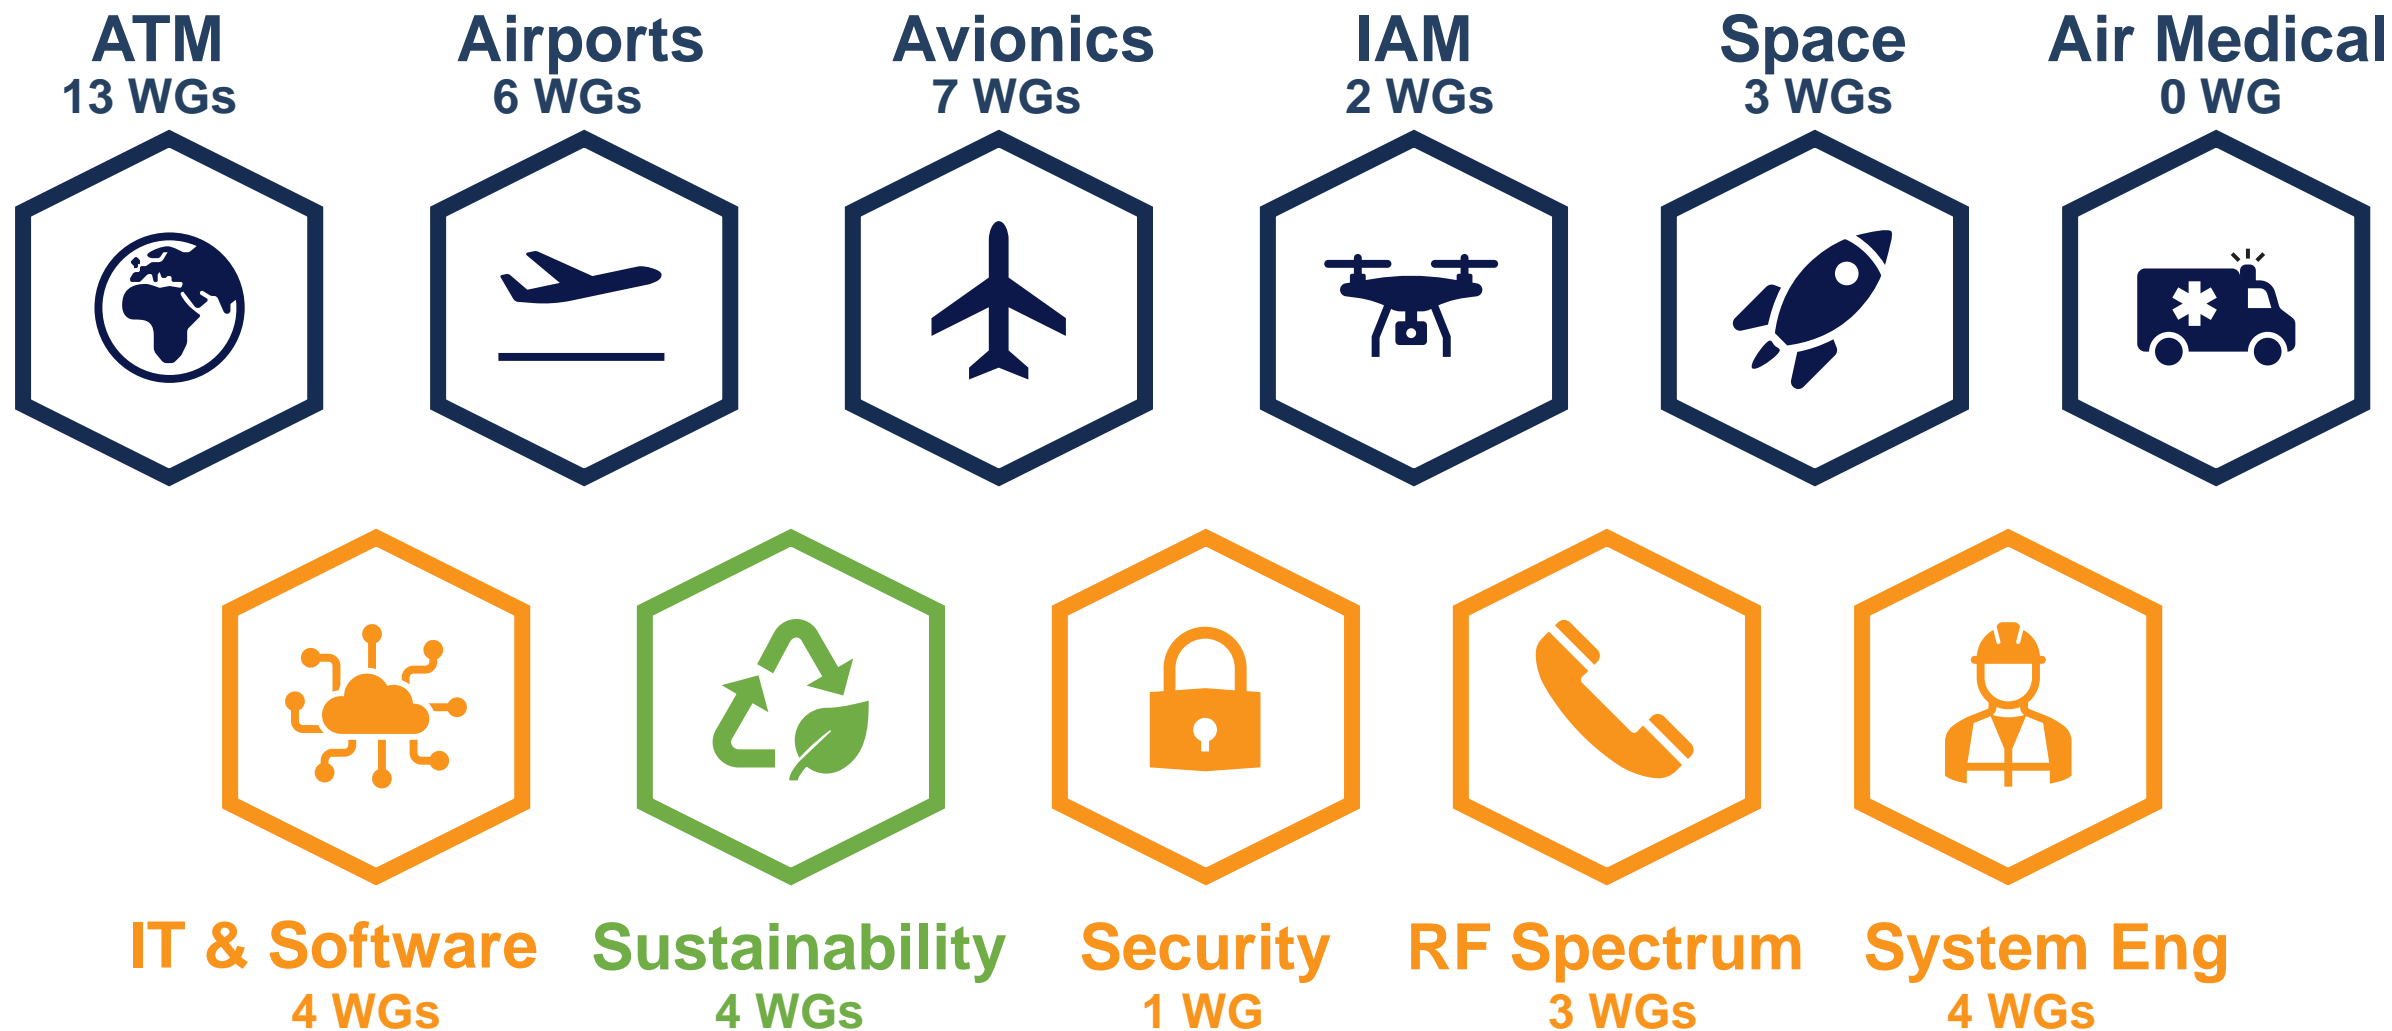 ATM
13 WGs
Airports
6 WGs
Avionics
7 WGs
IAM
2 WGs
Space
3 WGs
Air Medical
0 WG
IT & Software
4 WGs
Sustainability
4 WGs
Security
1 WG
RF Spectrum
3 WGs
System Eng
4 WGs